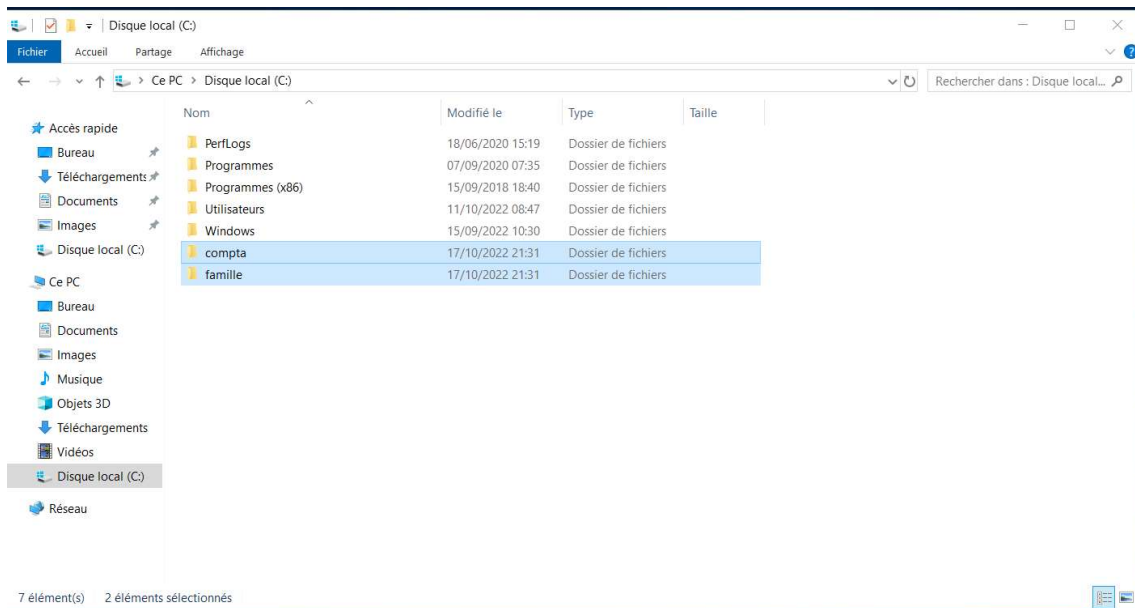 Disque local (C:)
Fichier Accueil Partage Affichage
Ce PC > Disque local (C:)
Rechercher dans : Disque local...
Nom Modifié le Type Taille
Accès rapide
Bureau
Téléchargements
Documents
Images
Disque local (C:)
Ce PC
Bureau
Documents
Images
Musique
Objets 3D
Téléchargements
Vidéos
Disque local (C:)
Réseau
PerfLogs 18/06/2020 15:19 Dossier de fichiers
Programmes 07/09/2020 07:35 Dossier de fichiers
Programmes (x86) 15/09/2018 18:40 Dossier de fichiers
Utilisateurs 11/10/2022 08:47 Dossier de fichiers
Windows 15/09/2022 10:30 Dossier de fichiers
compta 17/10/2022 21:31 Dossier de fichiers
famille 17/10/2022 21:31 Dossier de fichiers
7 élément(s) 2 éléments sélectionnés